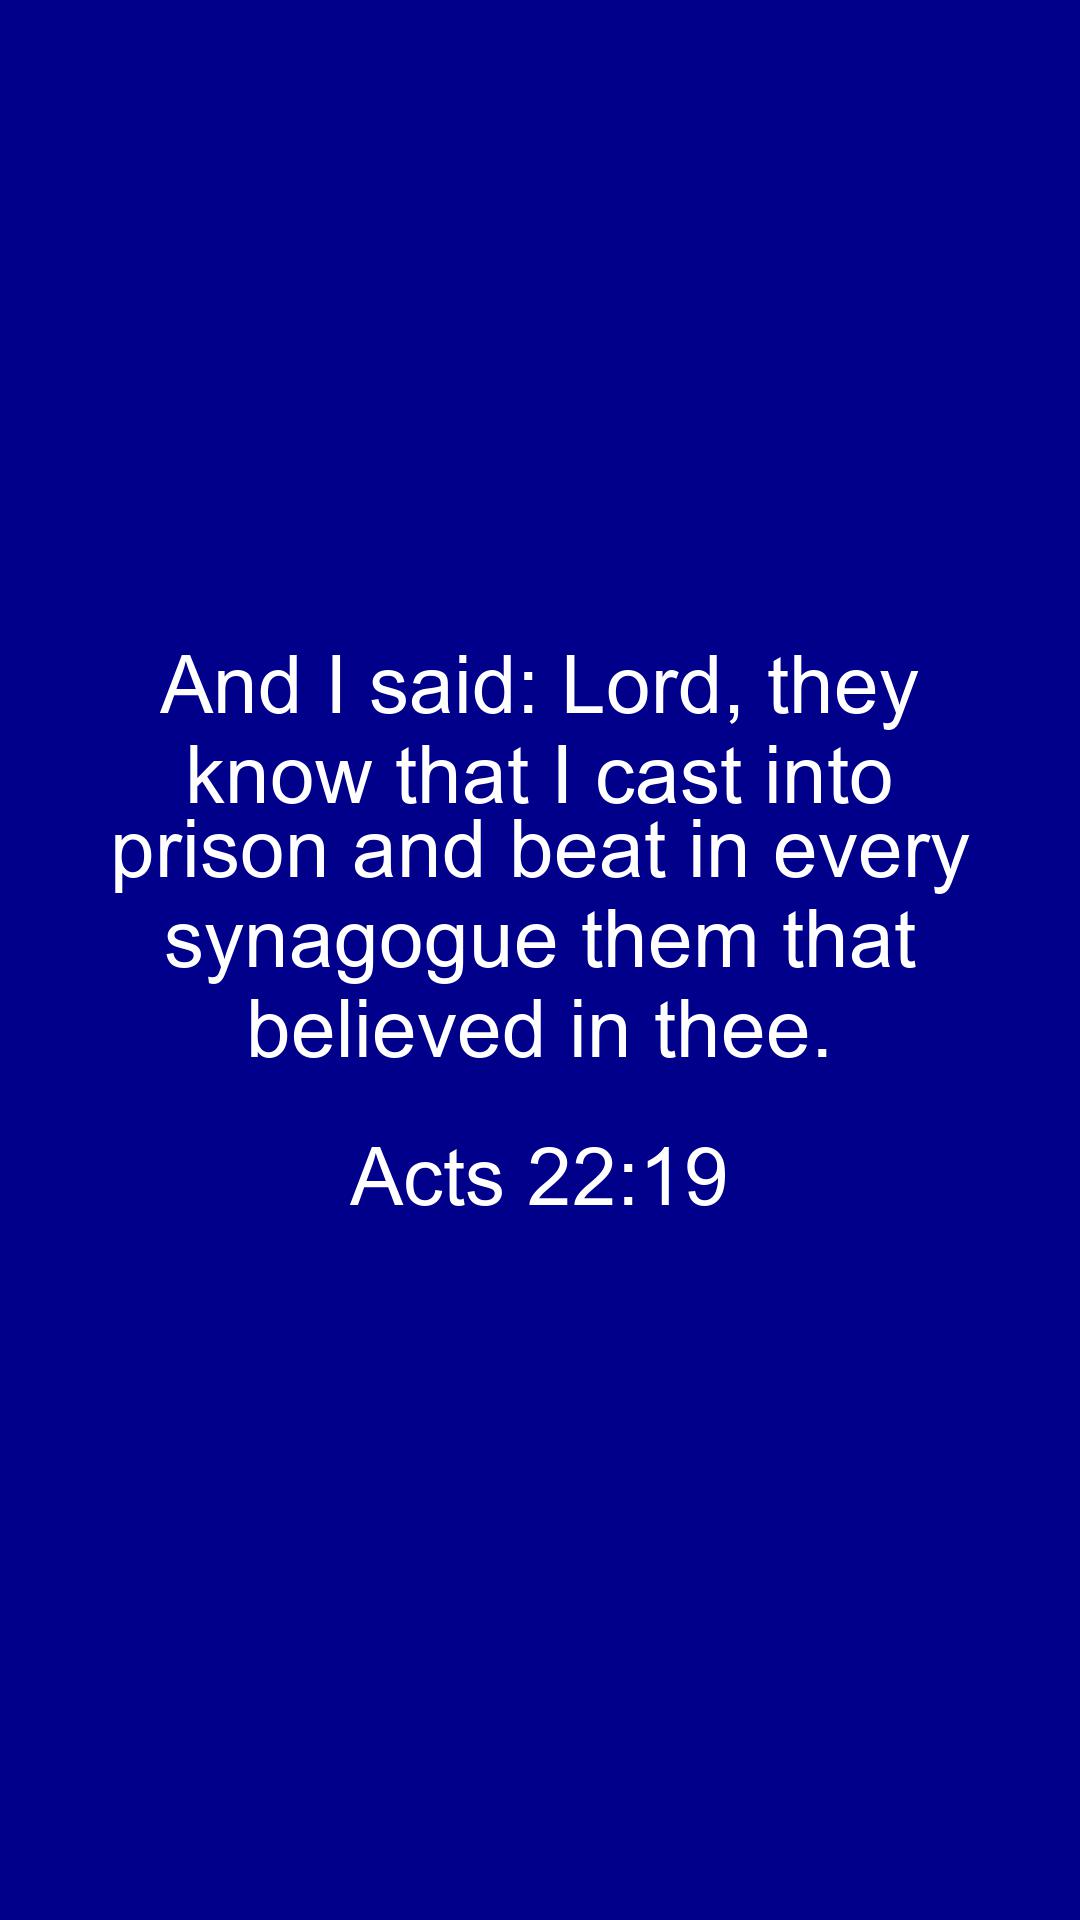 And I said: Lord, they
know that I cast into
prison and beat in every
synagogue them that
believed in thee.
Acts 22:19